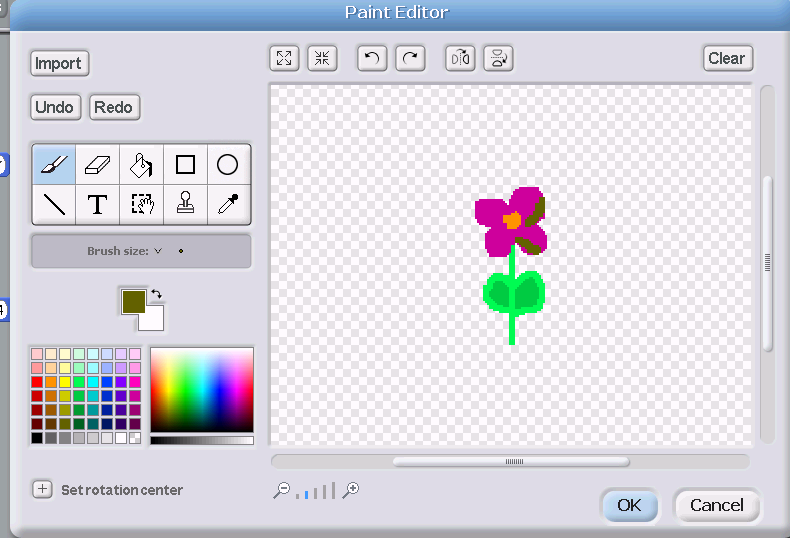 Paint Editor
Import
Clear
Undo Redo
T
Brush size:
Set rotation center
OK Cancel